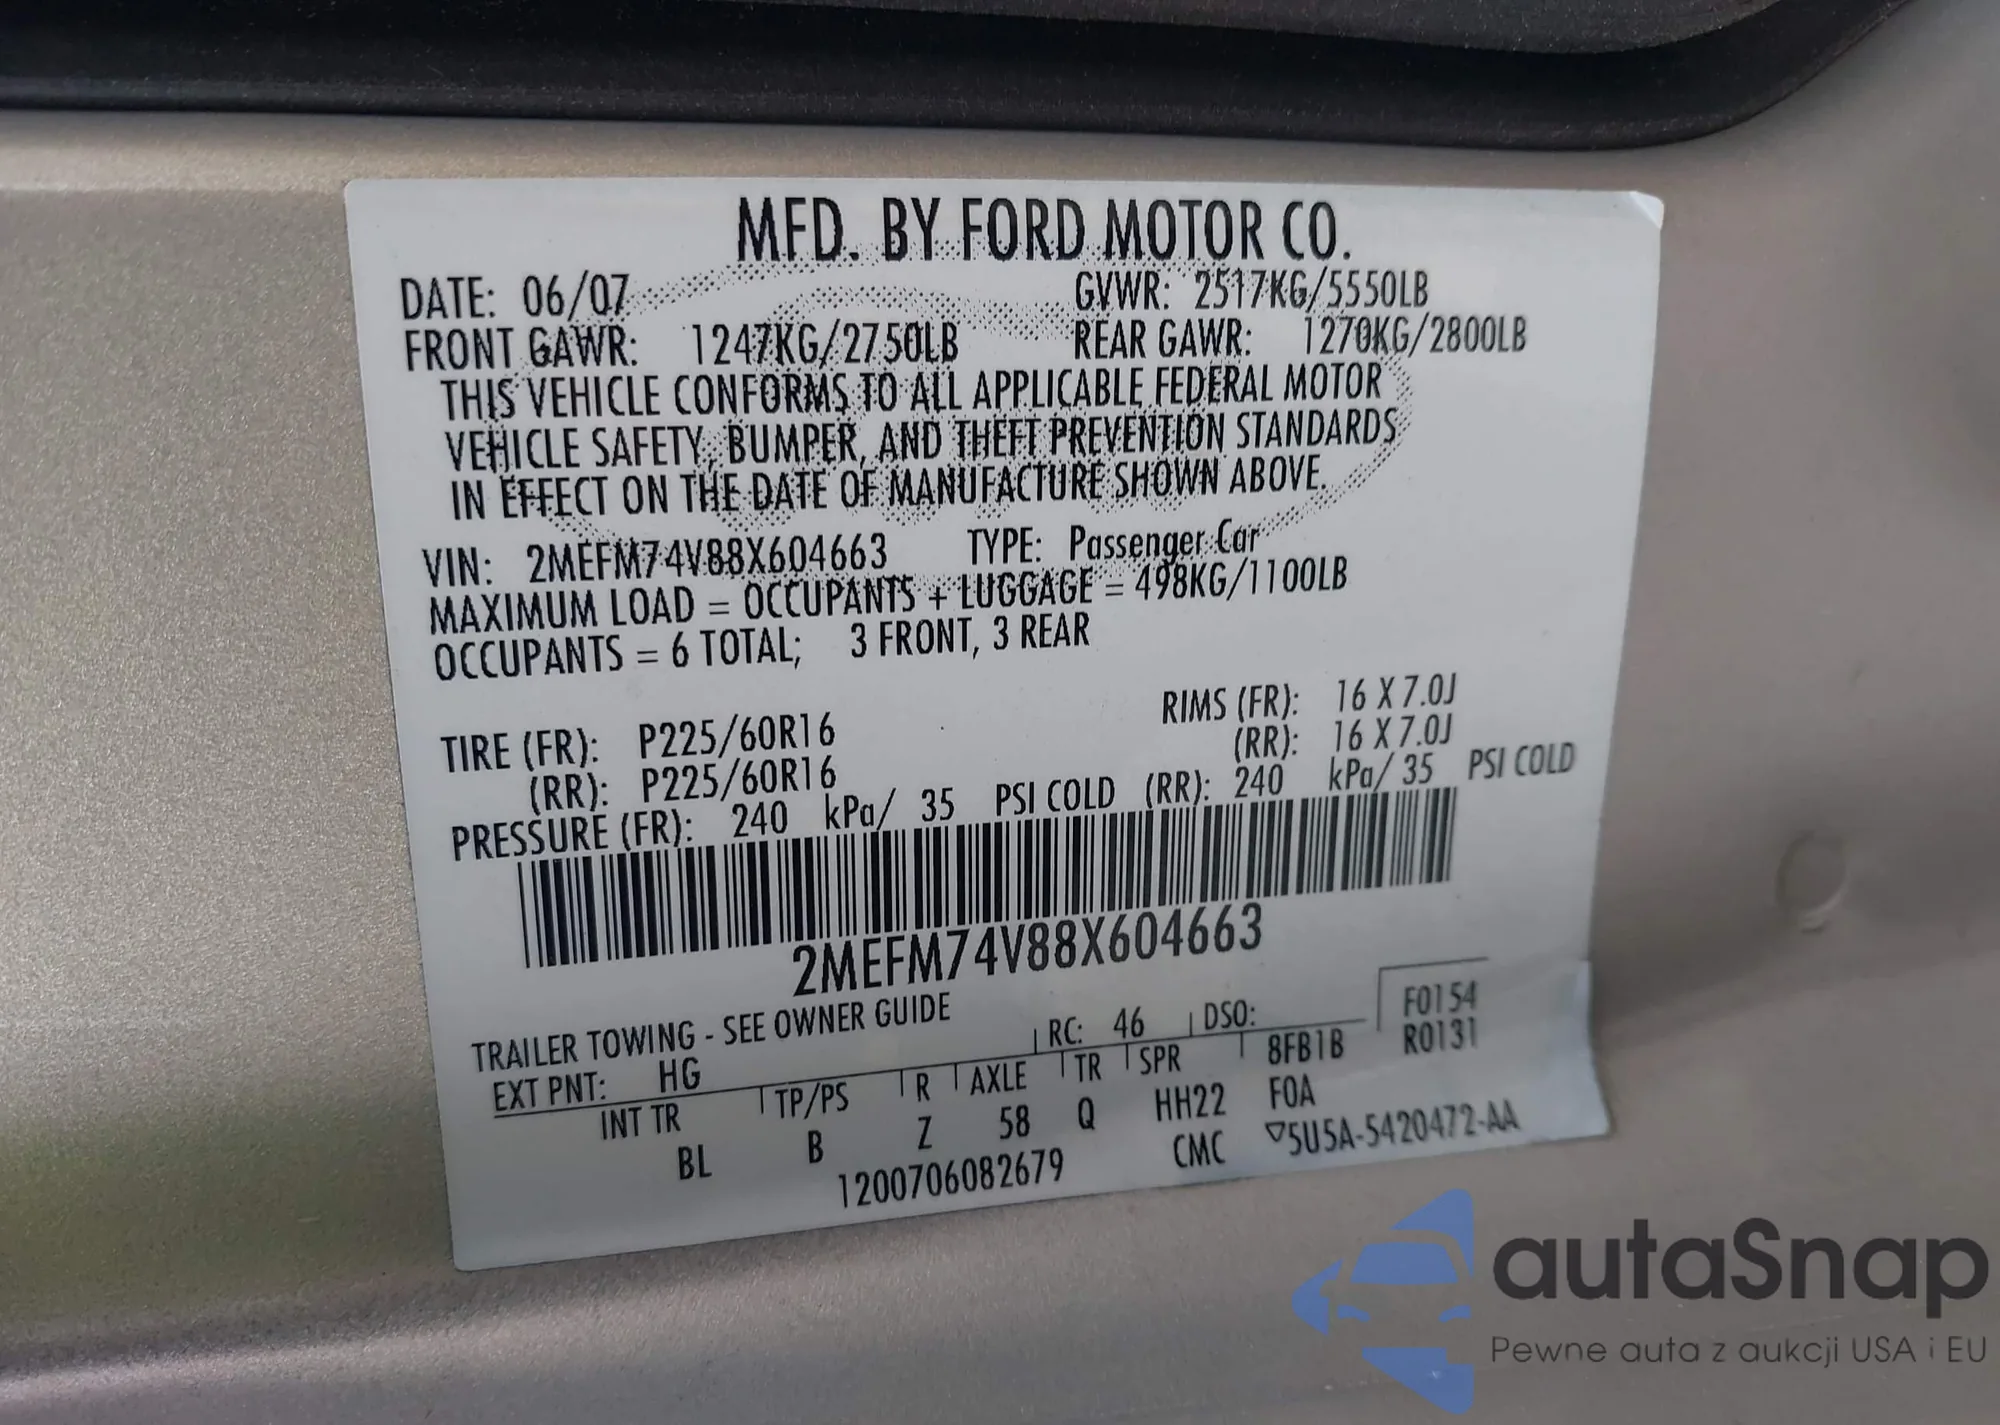 MFD. BY FORD MOTOR CO.
DATE: 06/07 GVWR: 2517KG/5550LB
FRONT GAWR: 1247KG/2750LB REAR GAWR: 1270KG/2800LB
THIS VEHICLE CONFORMS TO ALL APPLICABLE FEDERAL MOTOR
VEHICLE SAFETY, BUMPER, AND THEFT PREVENTION STANDARDS
IN EFFECT ON THE DATE OF MANUFACTURE SHOWN ABOVE.
VIN: 2MEFM74V88X604663 TYPE: Passenger Car
MAXIMUM LOAD = OCCUPANTS + LUGGAGE = 498KG/1100LB
OCCUPANTS = 6 TOTAL; 3 FRONT, 3 REAR
TIRE (FR): P225/60R16 RIMS (FR): 16 X 7.0J
(RR): P225/60R16 (RR): 16 X 7.0J
PRESSURE (FR): 240 kPa/ 35 PSI COLD (RR): 240 kPa/ 35 PSI COLD
2MEFM74V88X604663
TRAILER TOWING - SEE OWNER GUIDE
EXT PNT: HG RC: 46 DSO: F0154
R0131
INT TR TP/PS R AXLE TR SPR 8FB1B
BL B Z 58 Q HH22 FOA
1200706082679 CMC ▽5U5A-5420472-AA
autaSnap
Pewne auta z aukcji USA i EU